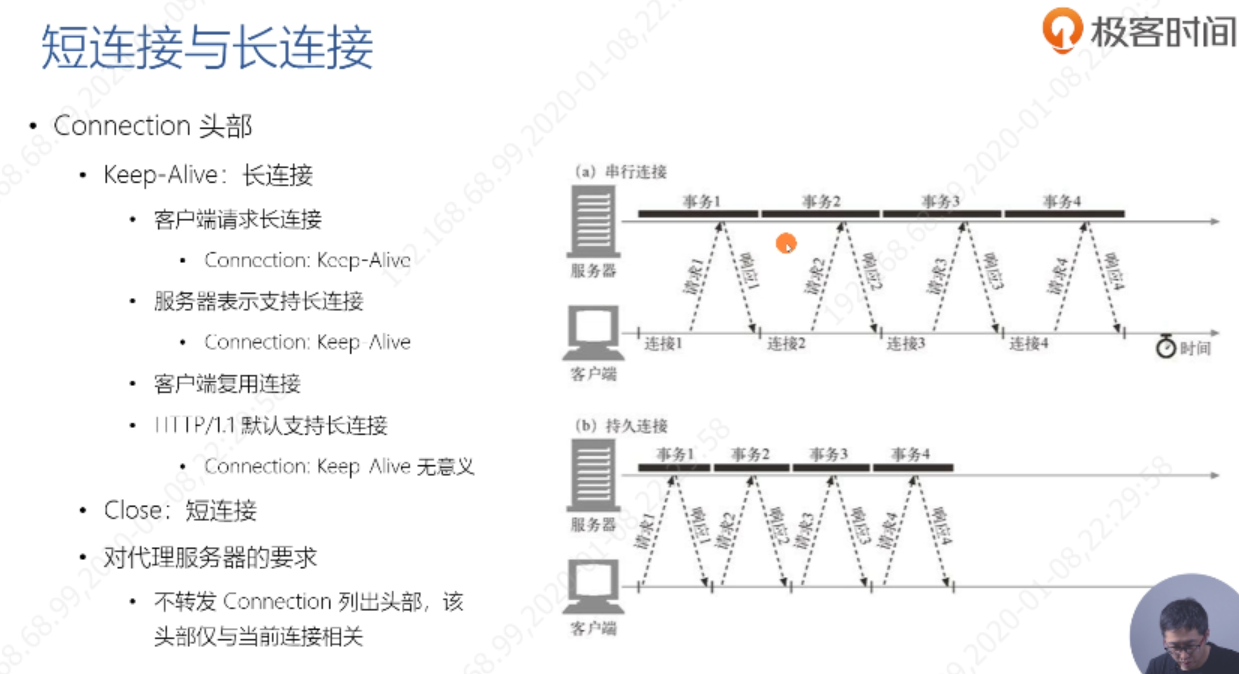 短连接与长连接
极客时间
• Connection 头部
• Keep-Alive：长连接
• 客户端请求长连接
• Connection: Keep-Alive
• 服务器表示支持长连接
• Connection: Keep-Alive
• 客户端复用连接
• HTTP/1.1 默认支持长连接
• Connection: Keep-Alive 无意义
• Close：短连接
• 对代理服务器的要求
• 不转发 Connection 列出头部，该
头部仅与当前连接相关
（a）串行连接
事务1 事务2 事务3 事务4
服务器
请求1 响应1 请求2 响应2 请求3 响应3 请求4 响应4
连接1 连接2 连接3 连接4
时间
客户端
（b）持久连接
事务1 事务2 事务3 事务4
服务器
请求1 响应1 请求2 响应2 请求3 响应3 请求4 响应4
客户端
192.168.68.99,2020-01-08,22:29:58